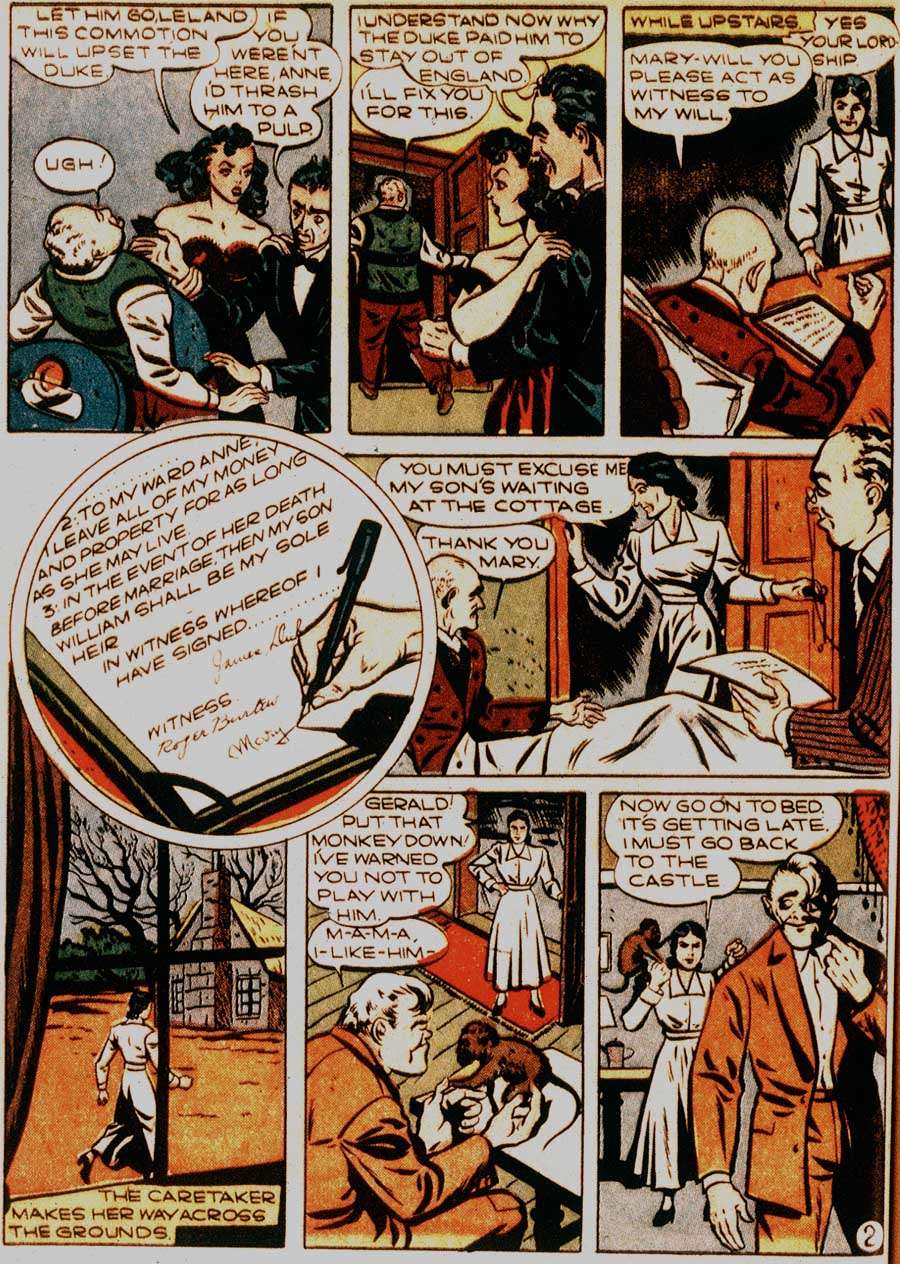 LET HIM GO, LELAND
THIS COMMOTION
WILL UPSET THE
DUKE.
IF
YOU
WEREN'T
HERE, ANNE,
I'D THRASH
HIM TO A
PULP.
UGH!
I UNDERSTAND NOW WHY
THE DUKE PAID HIM TO
STAY OUT OF
ENGLAND
I'LL FIX YOU
FOR THIS.
WHILE UPSTAIRS,
MARY-WILL YOU
PLEASE ACT AS
WITNESS TO
MY WILL.
YES
YOUR LORD-
SHIP.
2: TO MY WARD ANNE,
I LEAVE ALL OF MY MONEY
AND PROPERTY FOR AS LONG
AS SHE MAY LIVE
3: IN THE EVENT OF HER DEATH
BEFORE MARRIAGE, THEN MY SON
WILLIAM SHALL BE MY SOLE
HEIR
IN WITNESS WHEREOF I
HAVE SIGNED..............
James
WITNESS.
Roger Burton
Mary
YOU MUST EXCUSE ME
MY SON'S WAITING
AT THE COTTAGE
THANK YOU
MARY.
THE CARETAKER
MAKES HER WAY ACROSS
THE GROUNDS.
GERALD!
PUT THAT
MONKEY DOWN!
I'VE WARNED
YOU NOT TO
PLAY WITH
HIM.
M-A-M-A,
I-LIKE-HIM-
NOW GO ON TO BED.
IT'S GETTING LATE.
I MUST GO BACK
TO THE
CASTLE
2